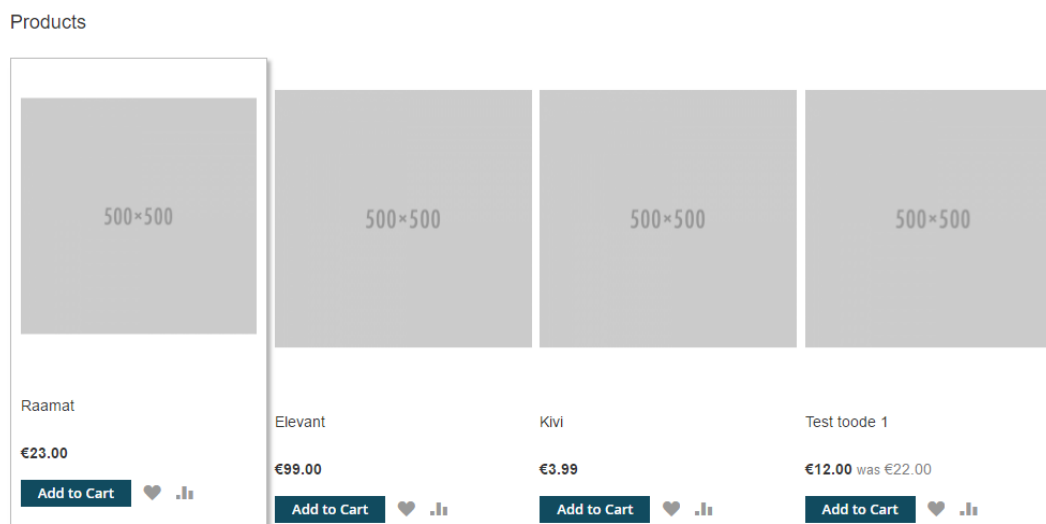 Products
500×500
500×500
500×500
500×500
Raamat
Elevant
Kivi
Test toode 1
€23.00
€99.00
€3.99
€12.00 was €22.00
Add to Cart
Add to Cart
Add to Cart
Add to Cart